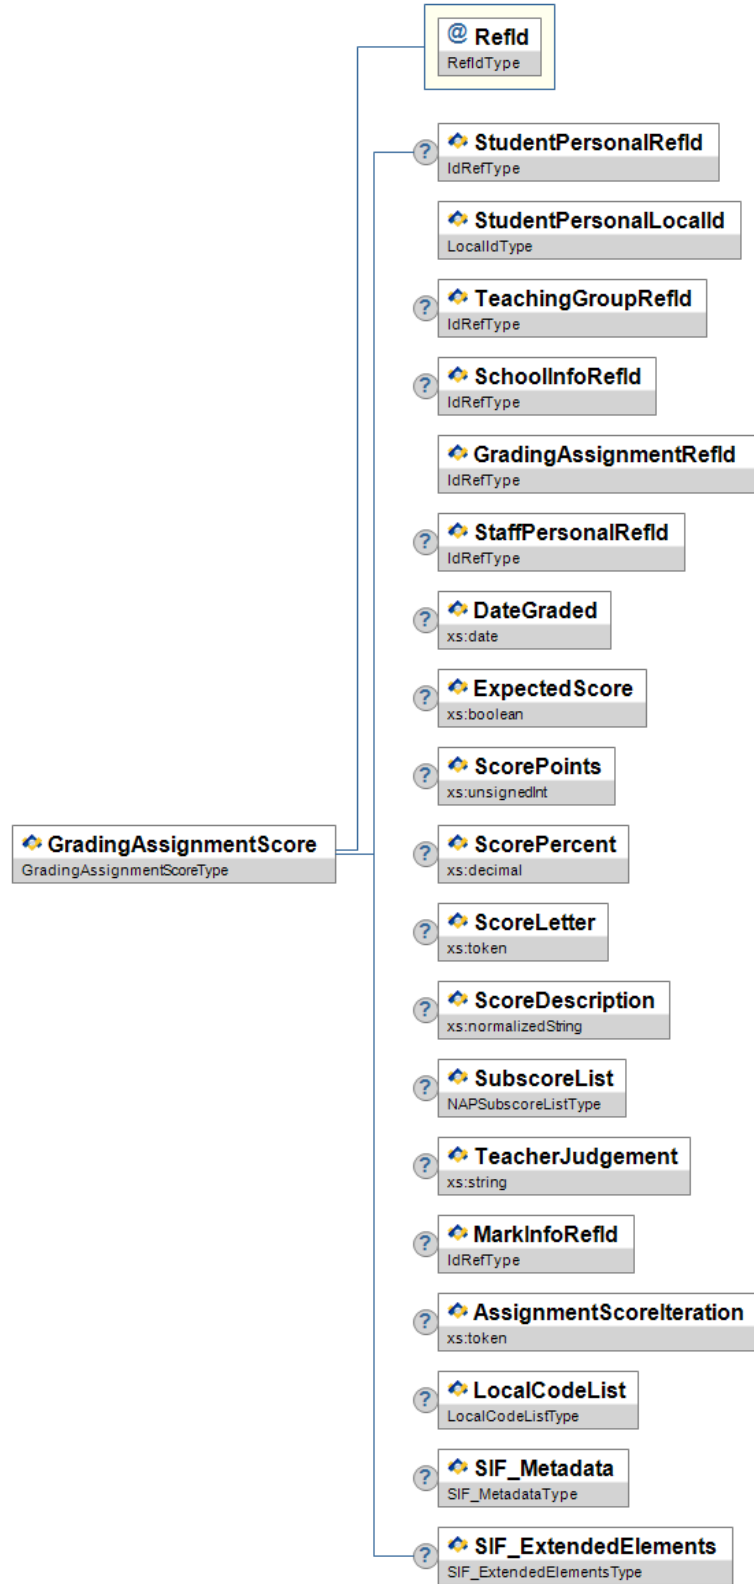 @ RefId
RefIdType
? StudentPersonalRefId
IdRefType
StudentPersonalLocalId
LocalIdType
? TeachingGroupRefId
IdRefType
? SchoolInfoRefId
IdRefType
GradingAssignmentRefId
IdRefType
? StaffPersonalRefId
IdRefType
? DateGraded
xs:date
? ExpectedScore
xs:boolean
? ScorePoints
xs:unsignedInt
GradingAssignmentScore
GradingAssignmentScoreType
? ScorePercent
xs:decimal
? ScoreLetter
xs:token
? ScoreDescription
xs:normalizedString
? SubscoreList
NAPSubscoreListType
? TeacherJudgement
xs:string
? MarkInfoRefId
IdRefType
? AssignmentScoreIteration
xs:token
? LocalCodeList
LocalCodeListType
? SIF_Metadata
SIF_MetadataType
? SIF_ExtendedElements
SIF_ExtendedElementsType